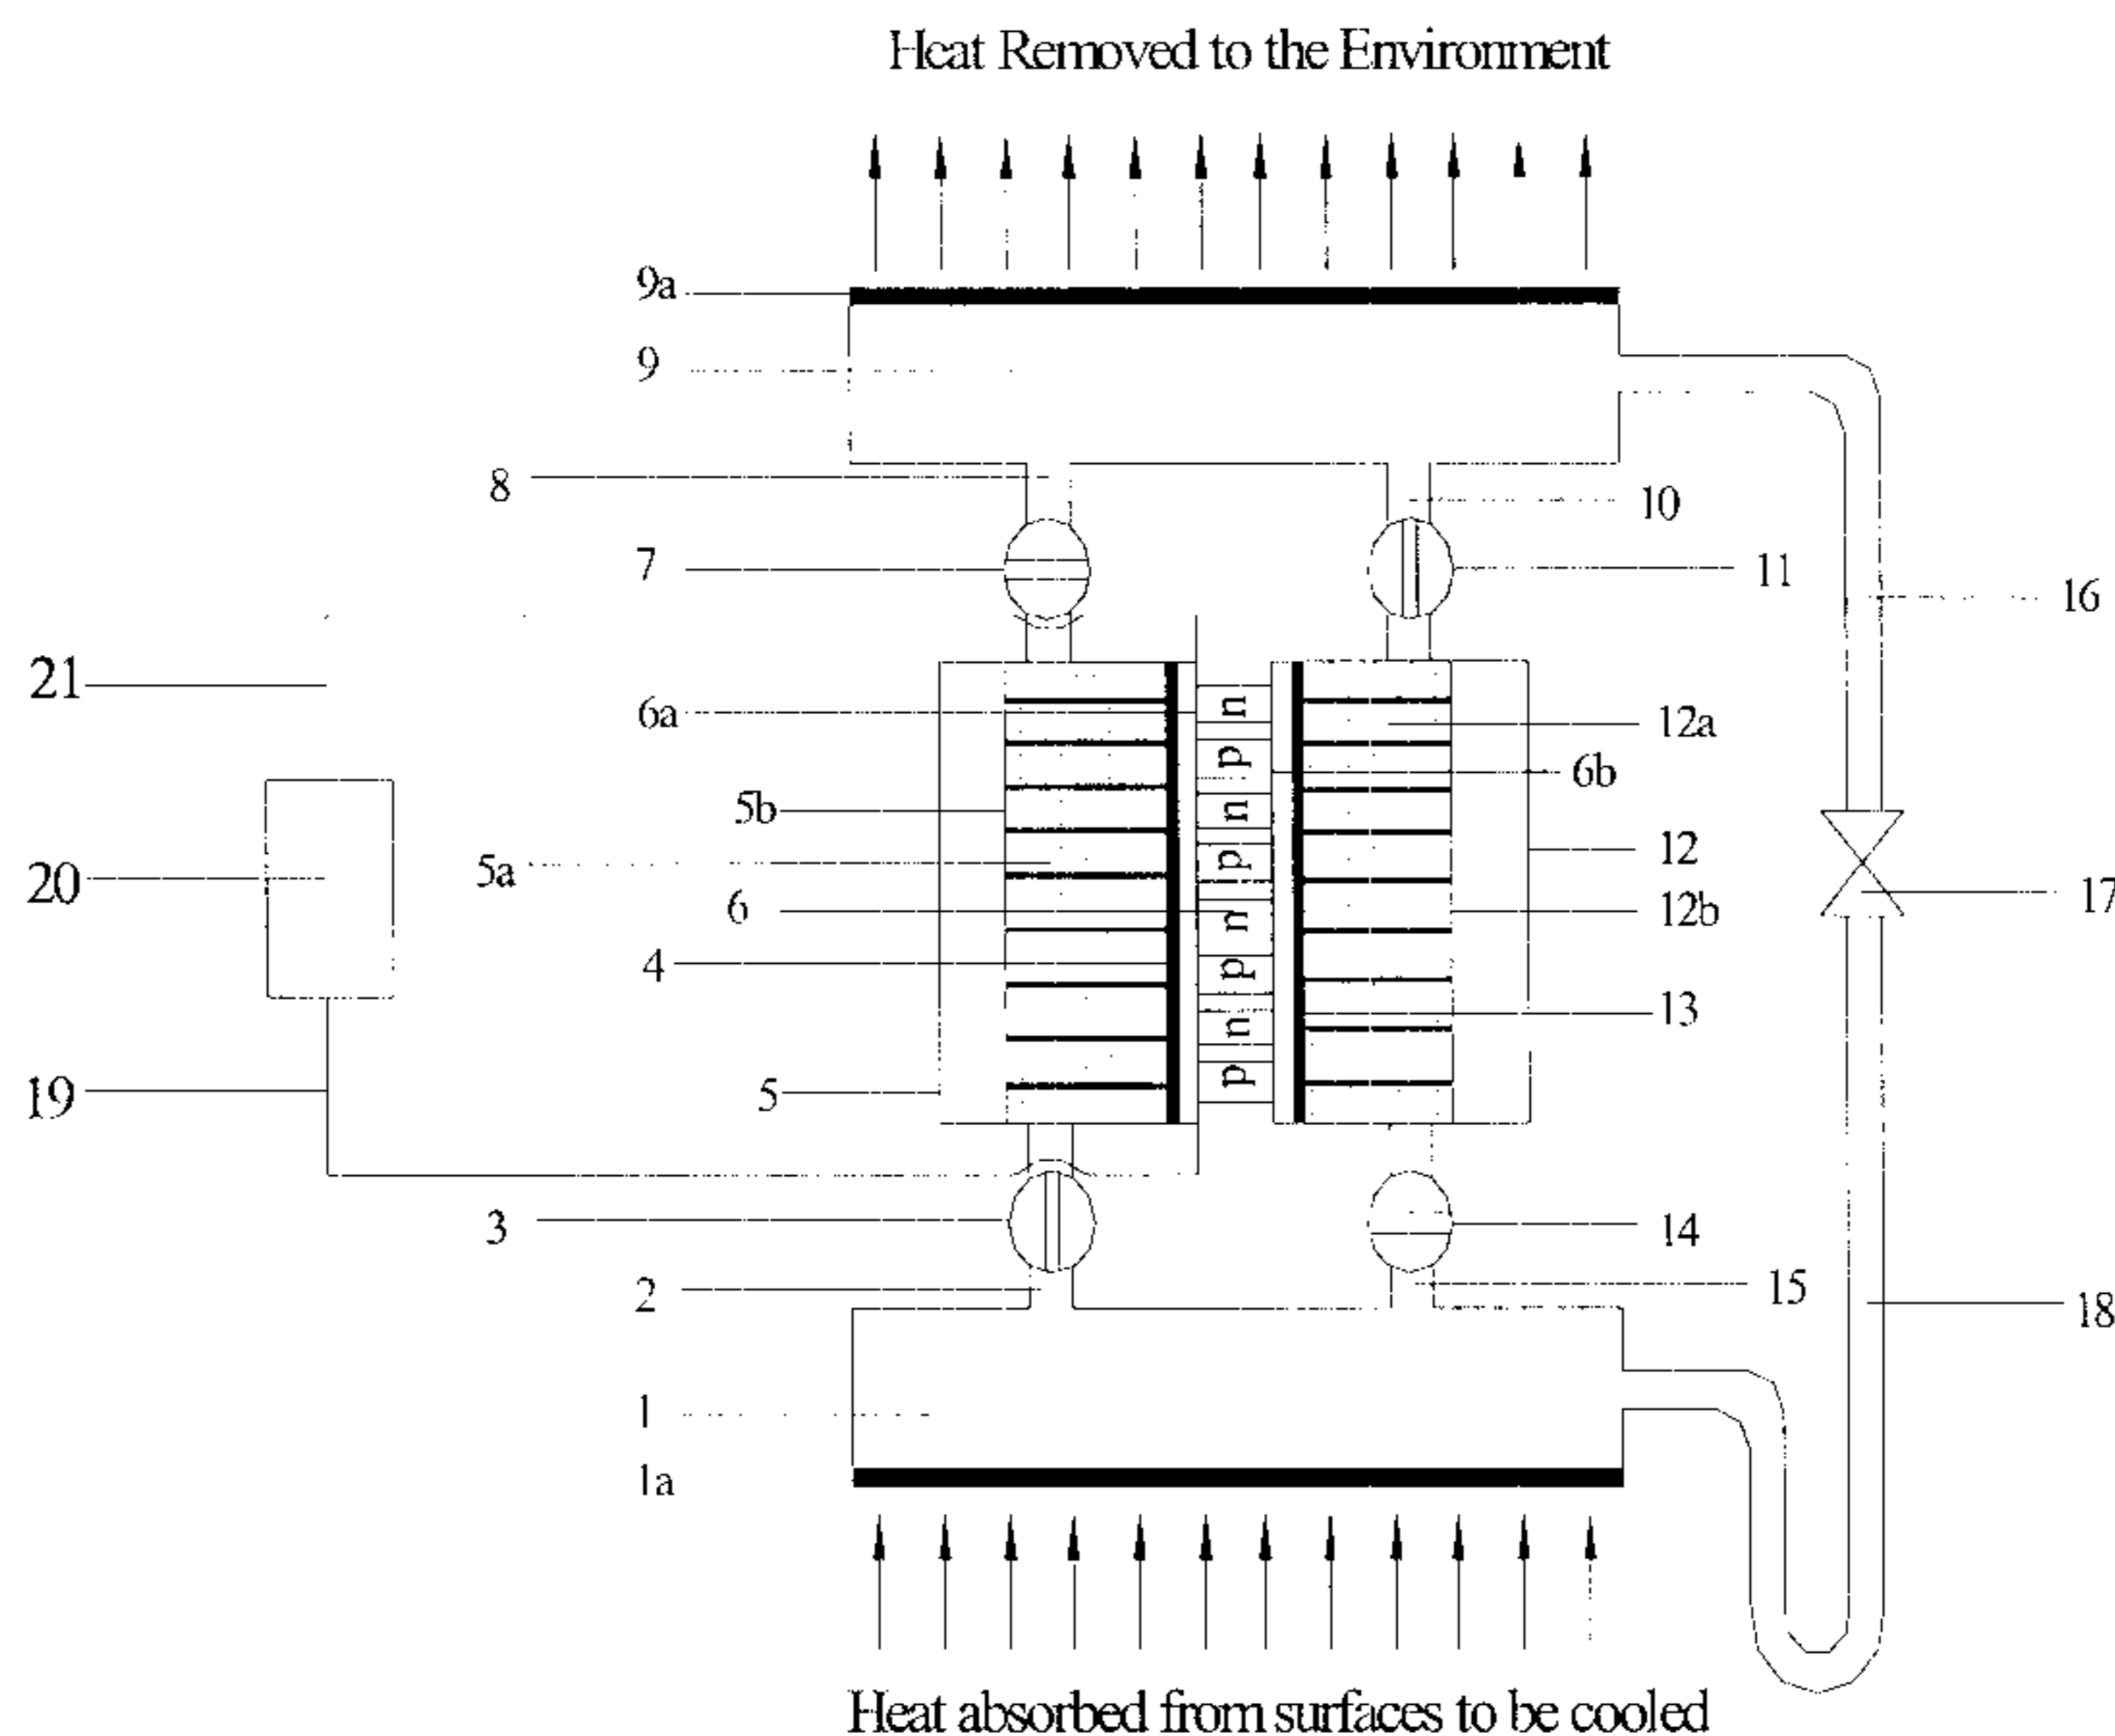 Heat Removed to the Environment
9a
9
8
10
7
11
16
21
6a
n
12a
p
6b
5b
n
20
5a
p
12
17
6
n
12b
4
p
13
n
19
5
p
3
14
2
15
18
1
1a
Heat absorbed from surfaces to be cooled